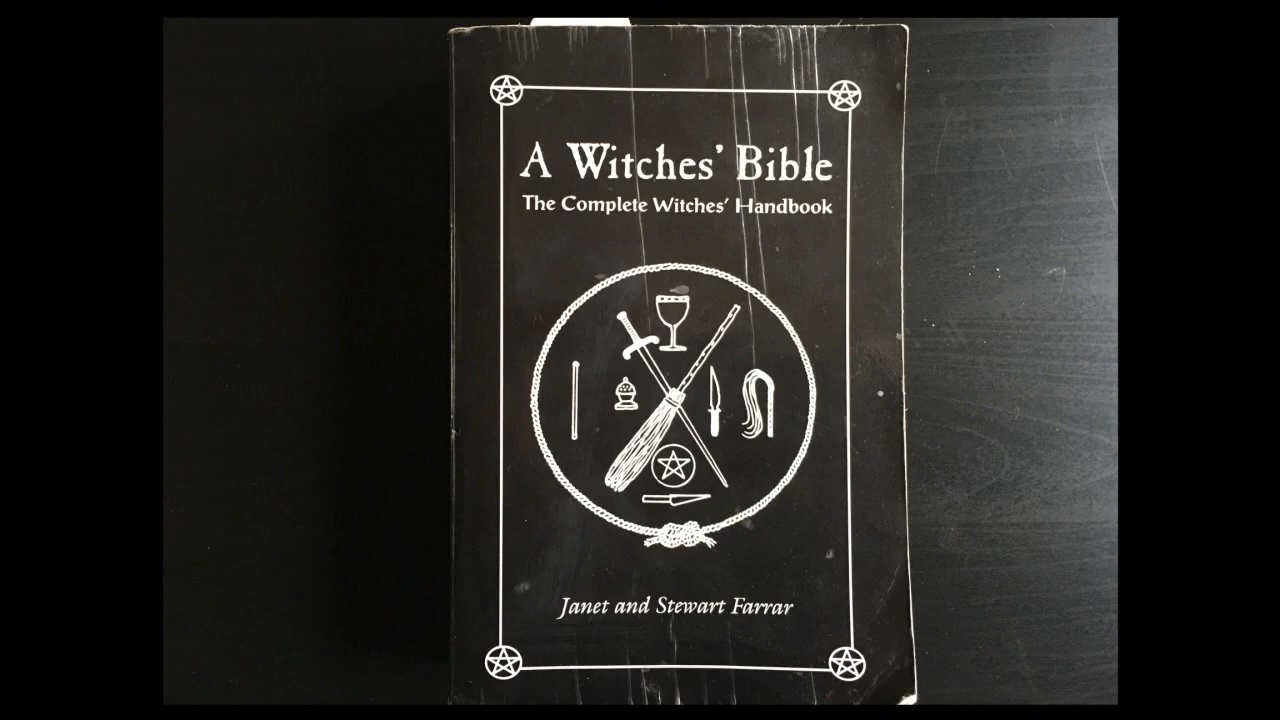 A Witches' Bible
The Complete Witches' Handbook
Janet and Stewart Farrar